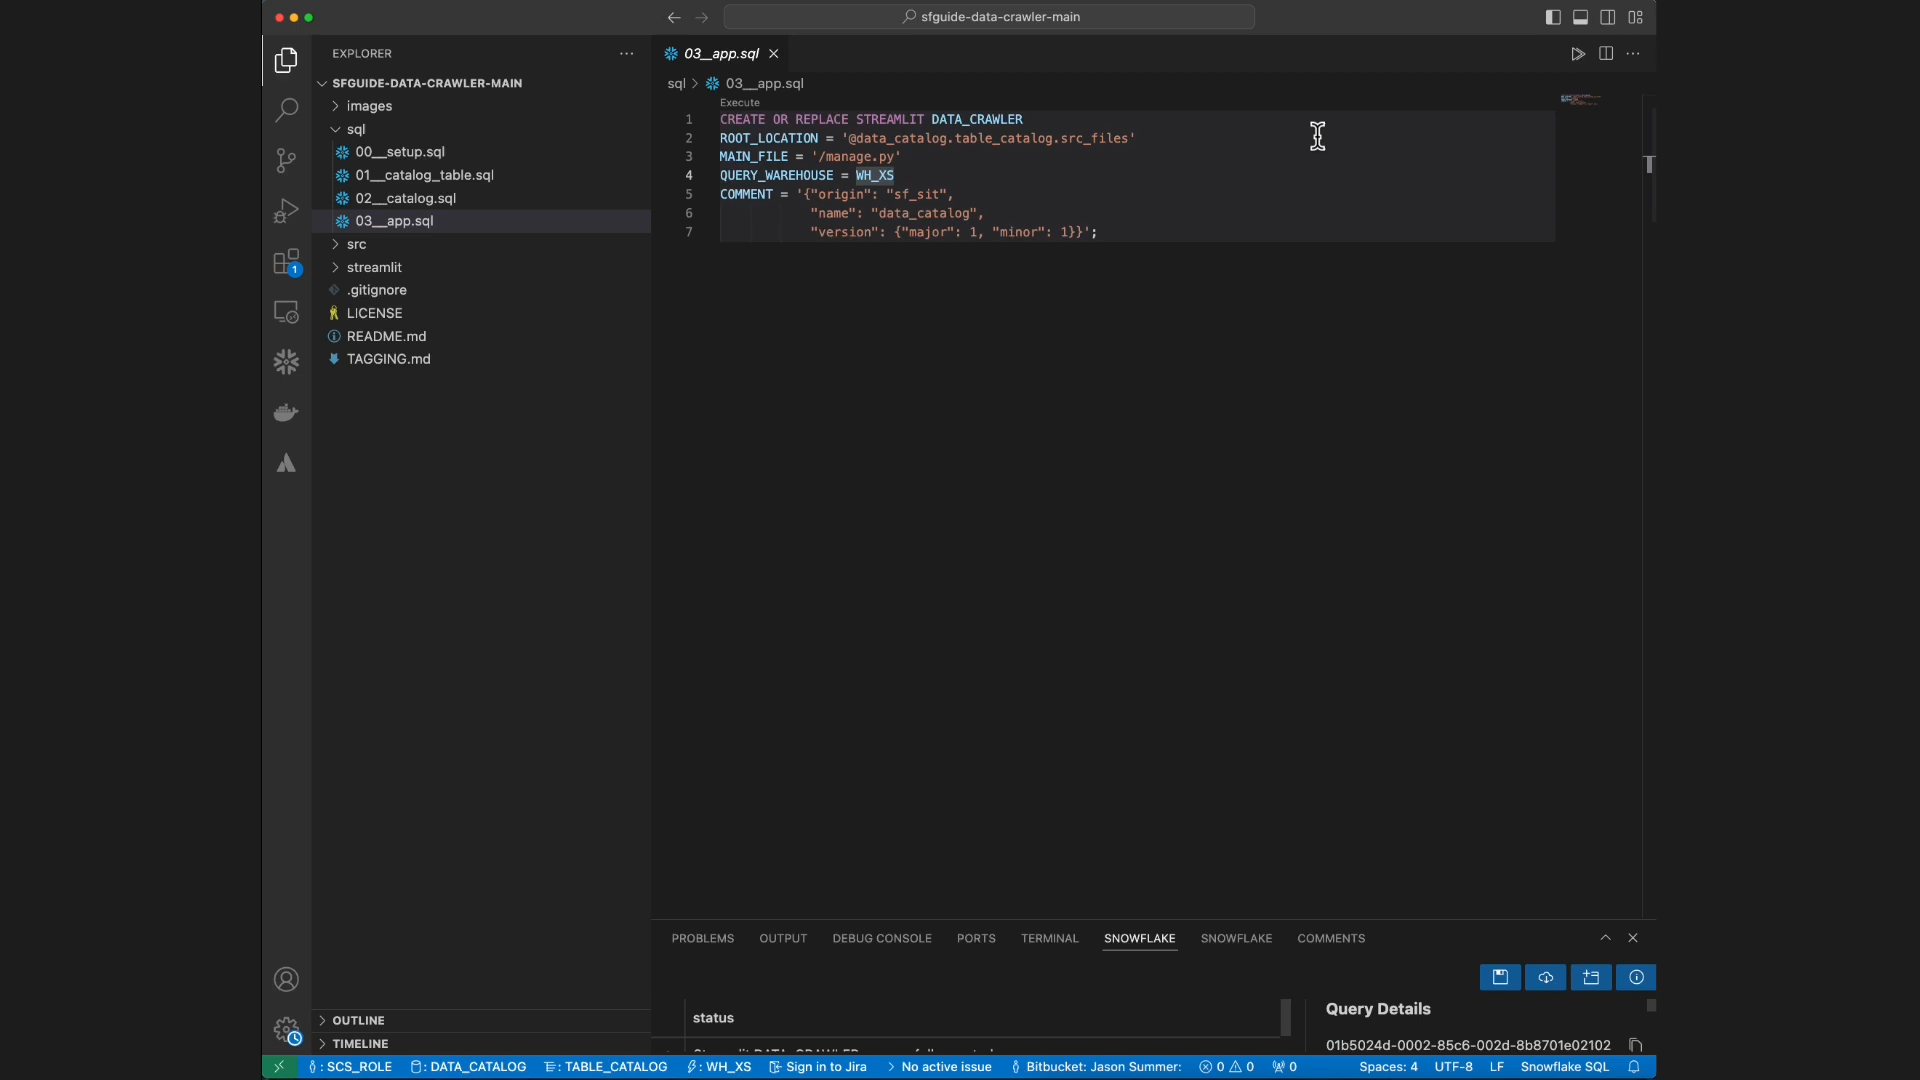 sfguide-data-crawler-main
EXPLORER
SFGUIDE-DATA-CRAWLER-MAIN
images
sql
00__setup.sql
01__catalog_table.sql
02__catalog.sql
03__app.sql
src
streamlit
.gitignore
LICENSE
README.md
TAGGING.md
OUTLINE
TIMELINE
1
03__app.sql
sql > 03__app.sql
Execute
1 CREATE OR REPLACE STREAMLIT DATA_CRAWLER
2 ROOT_LOCATION = '@data_catalog.table_catalog.src_files'
3 MAIN_FILE = '/manage.py'
4 QUERY_WAREHOUSE = WH_XS
5 COMMENT = '{"origin": "sf_sit",
6 "name": "data_catalog",
7 "version": {"major": 1, "minor": 1}}';
PROBLEMS OUTPUT DEBUG CONSOLE PORTS TERMINAL SNOWFLAKE SNOWFLAKE COMMENTS
status
Query Details
01b5024d-0002-85c6-002d-8b8701e02102
: SCS_ROLE : DATA_CATALOG : TABLE_CATALOG : WH_XS Sign in to Jira No active issue Bitbucket: Jason Summer: 0 0 0 Spaces: 4 UTF-8 LF Snowflake SQL